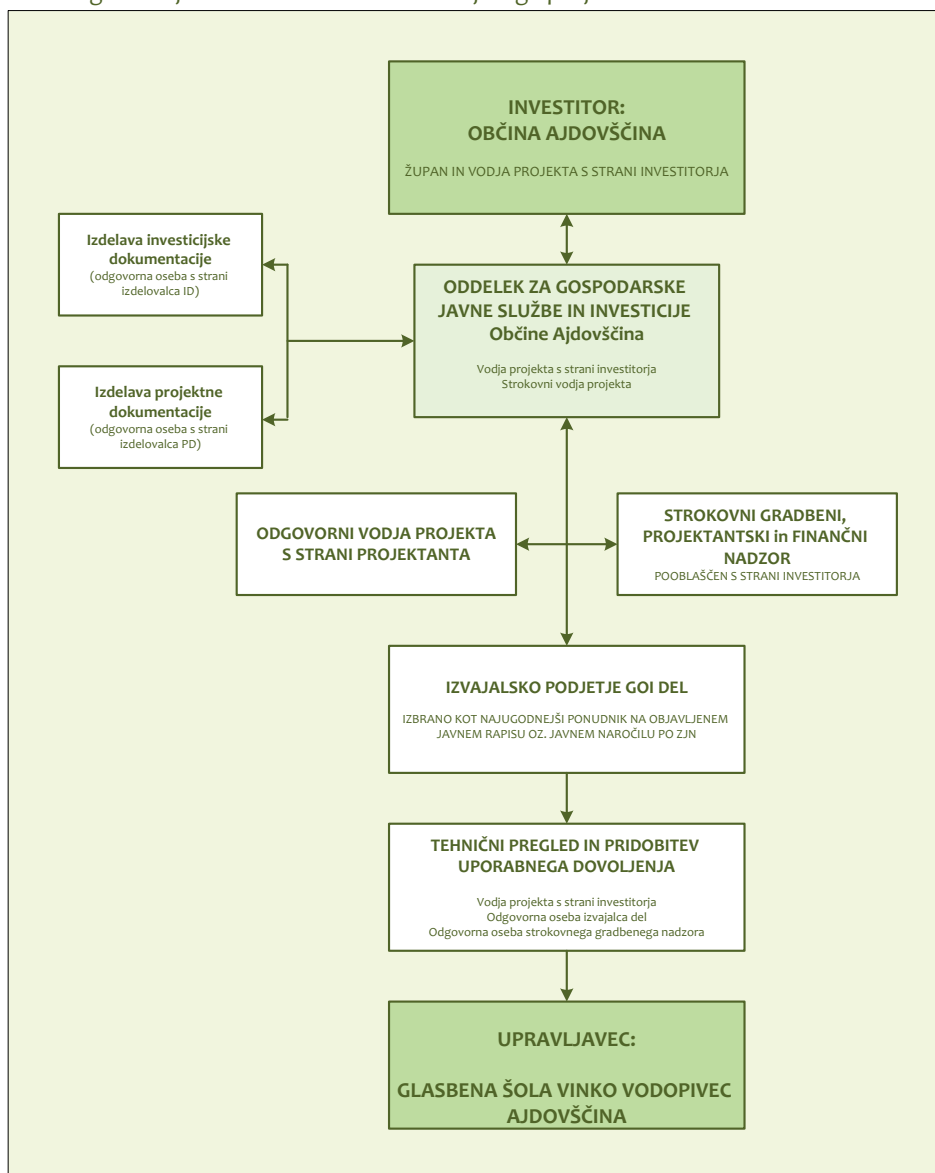 INVESTITOR:
OBČINA AJDOVŠČINA
ŽUPAN IN VODJA PROJEKTA S STRANI INVESTITORJA
Izdelava investicijske
dokumentacije
(odgovorna oseba s strani
izdelovalca ID)
ODDELEK ZA GOSPODARSKE
JAVNE SLUŽBE IN INVESTICIJE
Občine Ajdovščina
Vodja projekta s strani investitorja
Strokovni vodja projekta
Izdelava projektne
dokumentacije
(odgovorna oseba s strani
izdelovalca PD)
ODGOVORNI VODJA PROJEKTA
S STRANI PROJEKTANTA
STROKOVNI GRADBENI,
PROJEKTANTSKI in FINANČNI
NADZOR
POOBLAŠČEN S STRANI INVESTITORJA
IZVAJALSKO PODJETJE GOI DEL
IZBRANO KOT NAJUGODNEJŠI PONUDNIK NA OBJAVLJENEM
JAVNEM RAPISU OZ. JAVNEM NAROČILU PO ZJN
TEHNIČNI PREGLED IN PRIDOBITEV
UPORABNEGA DOVOLJENJA
Vodja projekta s strani investitorja
Odgovorna oseba izvajalca del
Odgovorna oseba strokovnega gradbenega nadzora
UPRAVLJAVEC:
GLASBENA ŠOLA VINKO VODOPIVEC
AJDOVŠČINA